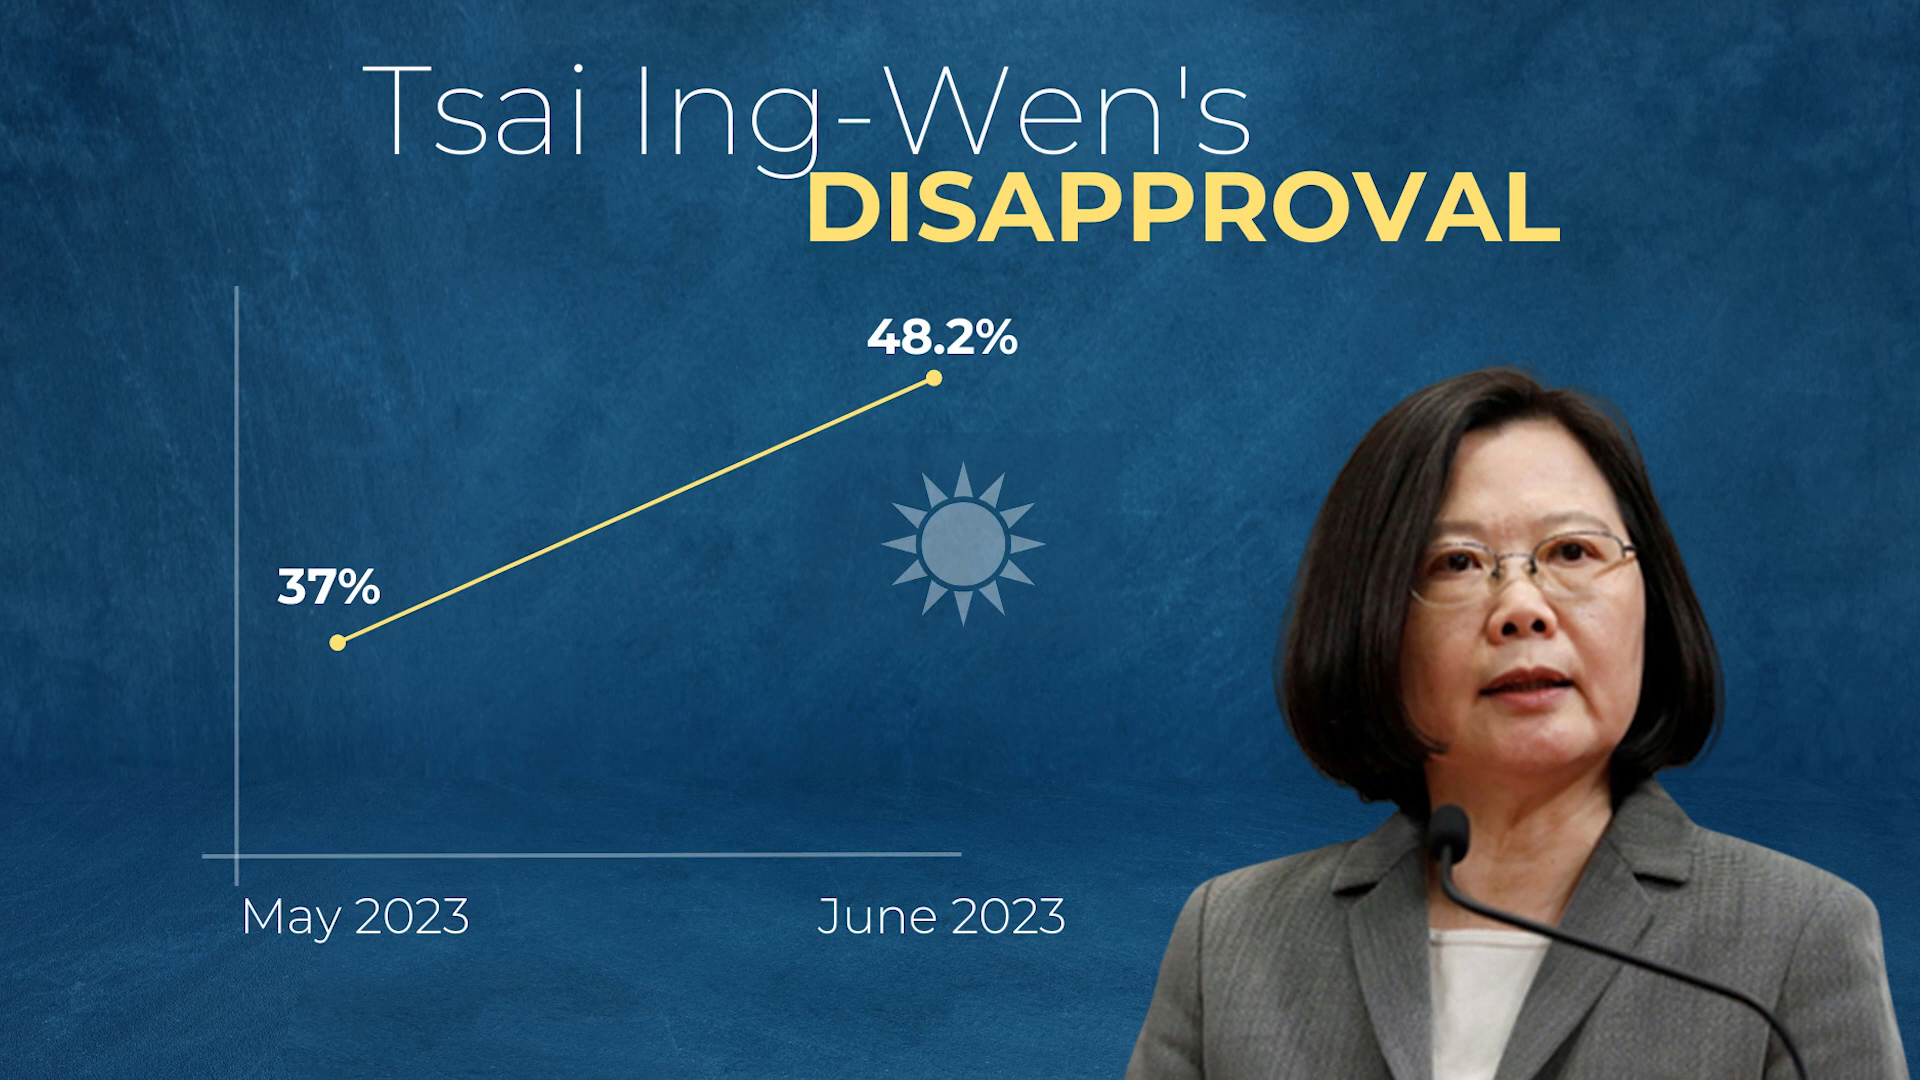 Tsai Ing-Wen's
DISAPPROVAL
48.2%
37%
May 2023
June 2023